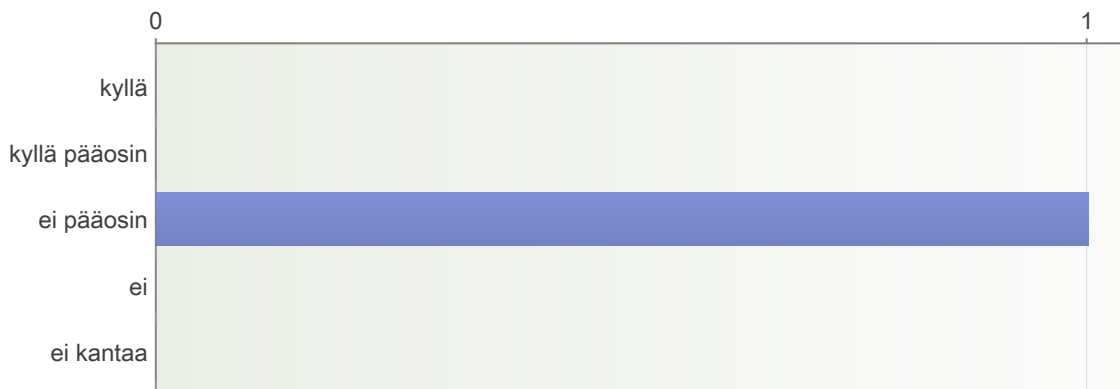 0 1
kyllä
kyllä pääosin
ei pääosin
ei
ei kantaa